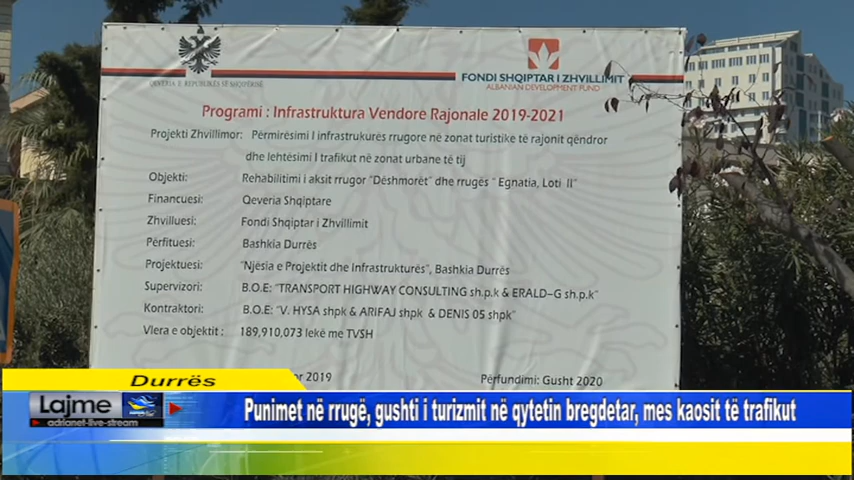 QEVERIA E REPUBLIKËS SË SHQIPËRISË
FONDI SHQIPTAR I ZHVILLIMIT
ALBANIAN DEVELOPMENT FUND
Programi : Infrastruktura Vendore Rajonale 2019-2021
Projekti Zhvillimor: Përmirësimi I infrastrukurës rrugore në zonat turistike të rajonit qëndror
dhe lehtësimi I trafikut në zonat urbane të tij
Objekti: Rehabilitimi i aksit rrugor "Dëshmorët" dhe rrugës " Egnatia, Loti II"
Financuesi: Qeveria Shqiptare
Zhvilluesi: Fondi Shqiptar i Zhvillimit
Përfituesi: Bashkia Durrës
Projektuesi: "Njësia e Projektit dhe Infrastrukturës", Bashkia Durrës
Supervizori: B.O.E: "TRANSPORT HIGHWAY CONSULTING sh.p.k & ERALD-G sh.p.k"
Kontraktori: B.O.E: "V. HYSA shpk & ARIFAJ shpk & DENIS 05 shpk"
Vlera e objektit : 189,910,073 lekë me TVSH
2019 Përfundimi: Gusht 2020
Durrës
Lajme
adrianet-live-stream
Punimet në rrugë, gushti i turizmit në qytetin bregdetar, mes kaosit të trafikut